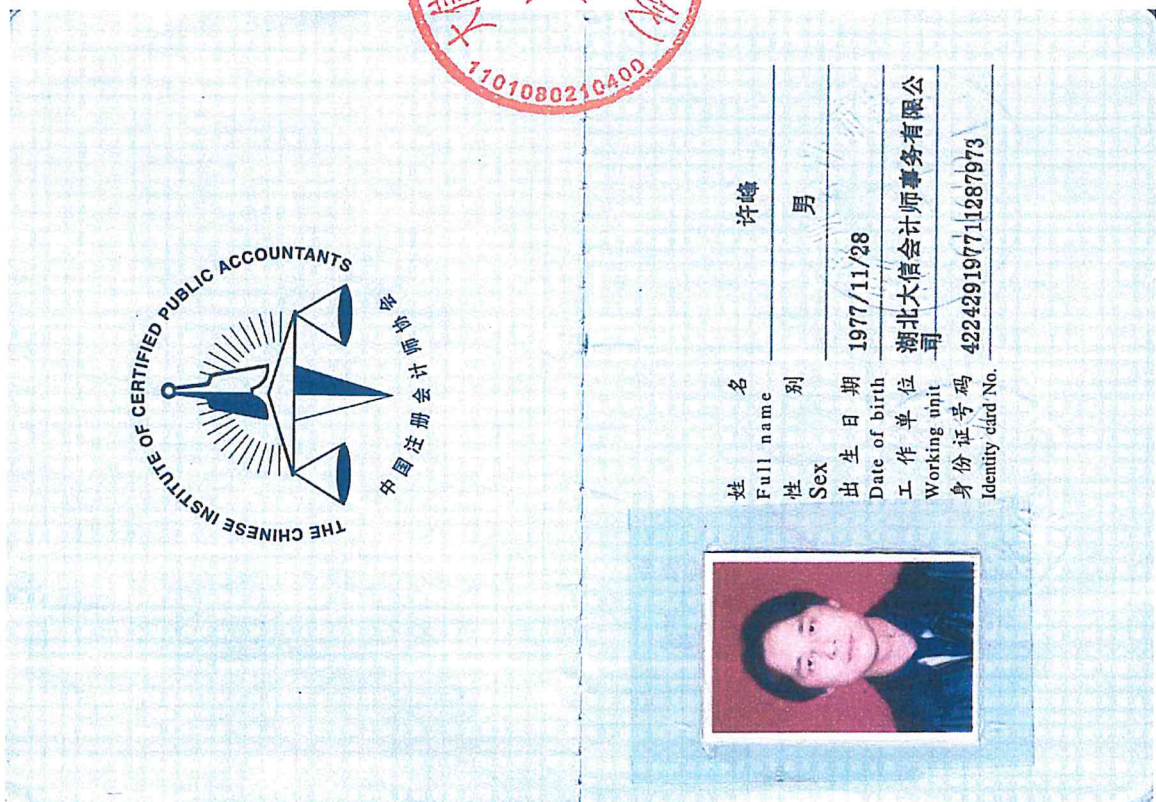 THE CHINESE INSTITUTE OF CERTIFIED PUBLIC ACCOUNTANTS
中国注册会计师协会
1101080210400
姓 名 许峰
Full name
性 别 男
Sex
出 生 日 期 1977/11/28
Date of birth
工 作 单 位 湖北大信会计师事务有限公
Working unit 司
身 份 证 号 码 422429197711287973
Identity card No.